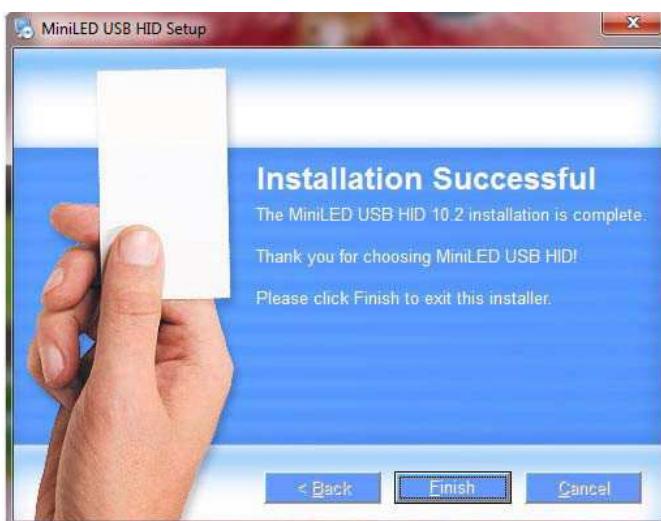 MiniLED USB HID Setup
Installation Successful
The MiniLED USB HID 10.2 installation is complete.
Thank you for choosing MiniLED USB HID!
Please click Finish to exit this installer.
< Back
Finish
Cancel